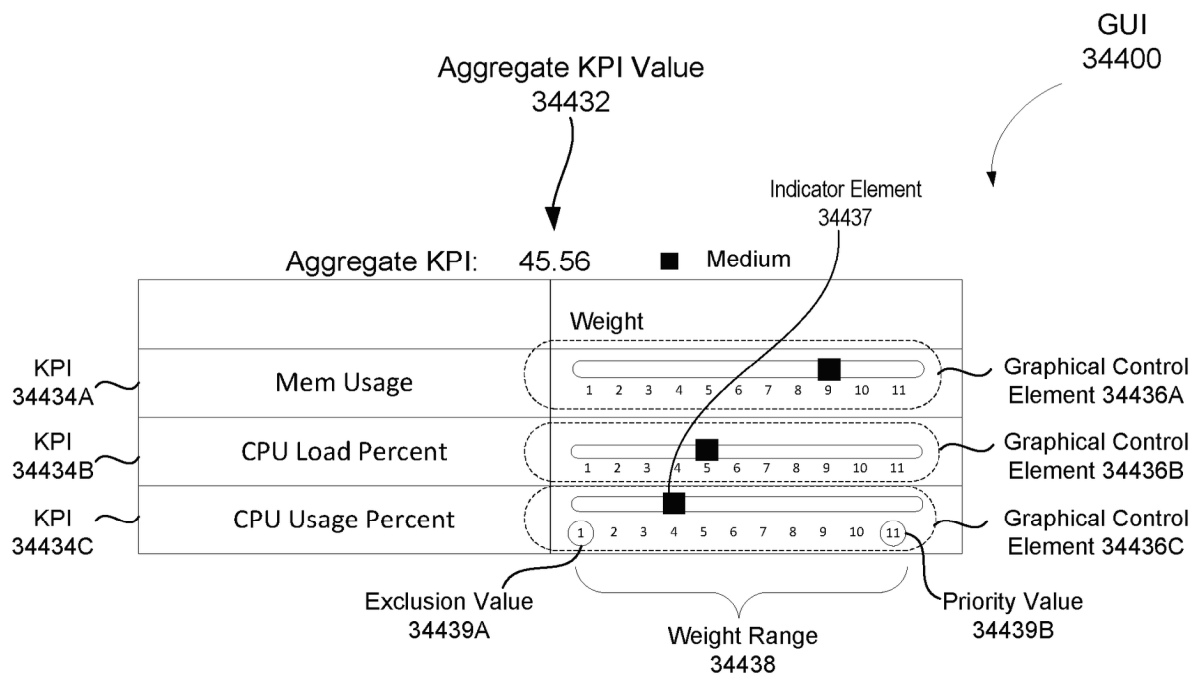 GUI
34400
Aggregate KPI Value
34432
Indicator Element
34437
Aggregate KPI: 45.56 Medium
Weight
KPI
34434A
Mem Usage
1 2 3 4 5 6 7 8 9 10 11
Graphical Control
Element 34436A
KPI
34434B
CPU Load Percent
1 2 3 4 5 6 7 8 9 10 11
Graphical Control
Element 34436B
KPI
34434C
CPU Usage Percent
1 2 3 4 5 6 7 8 9 10 11
Graphical Control
Element 34436C
Exclusion Value
34439A
Weight Range
34438
Priority Value
34439B